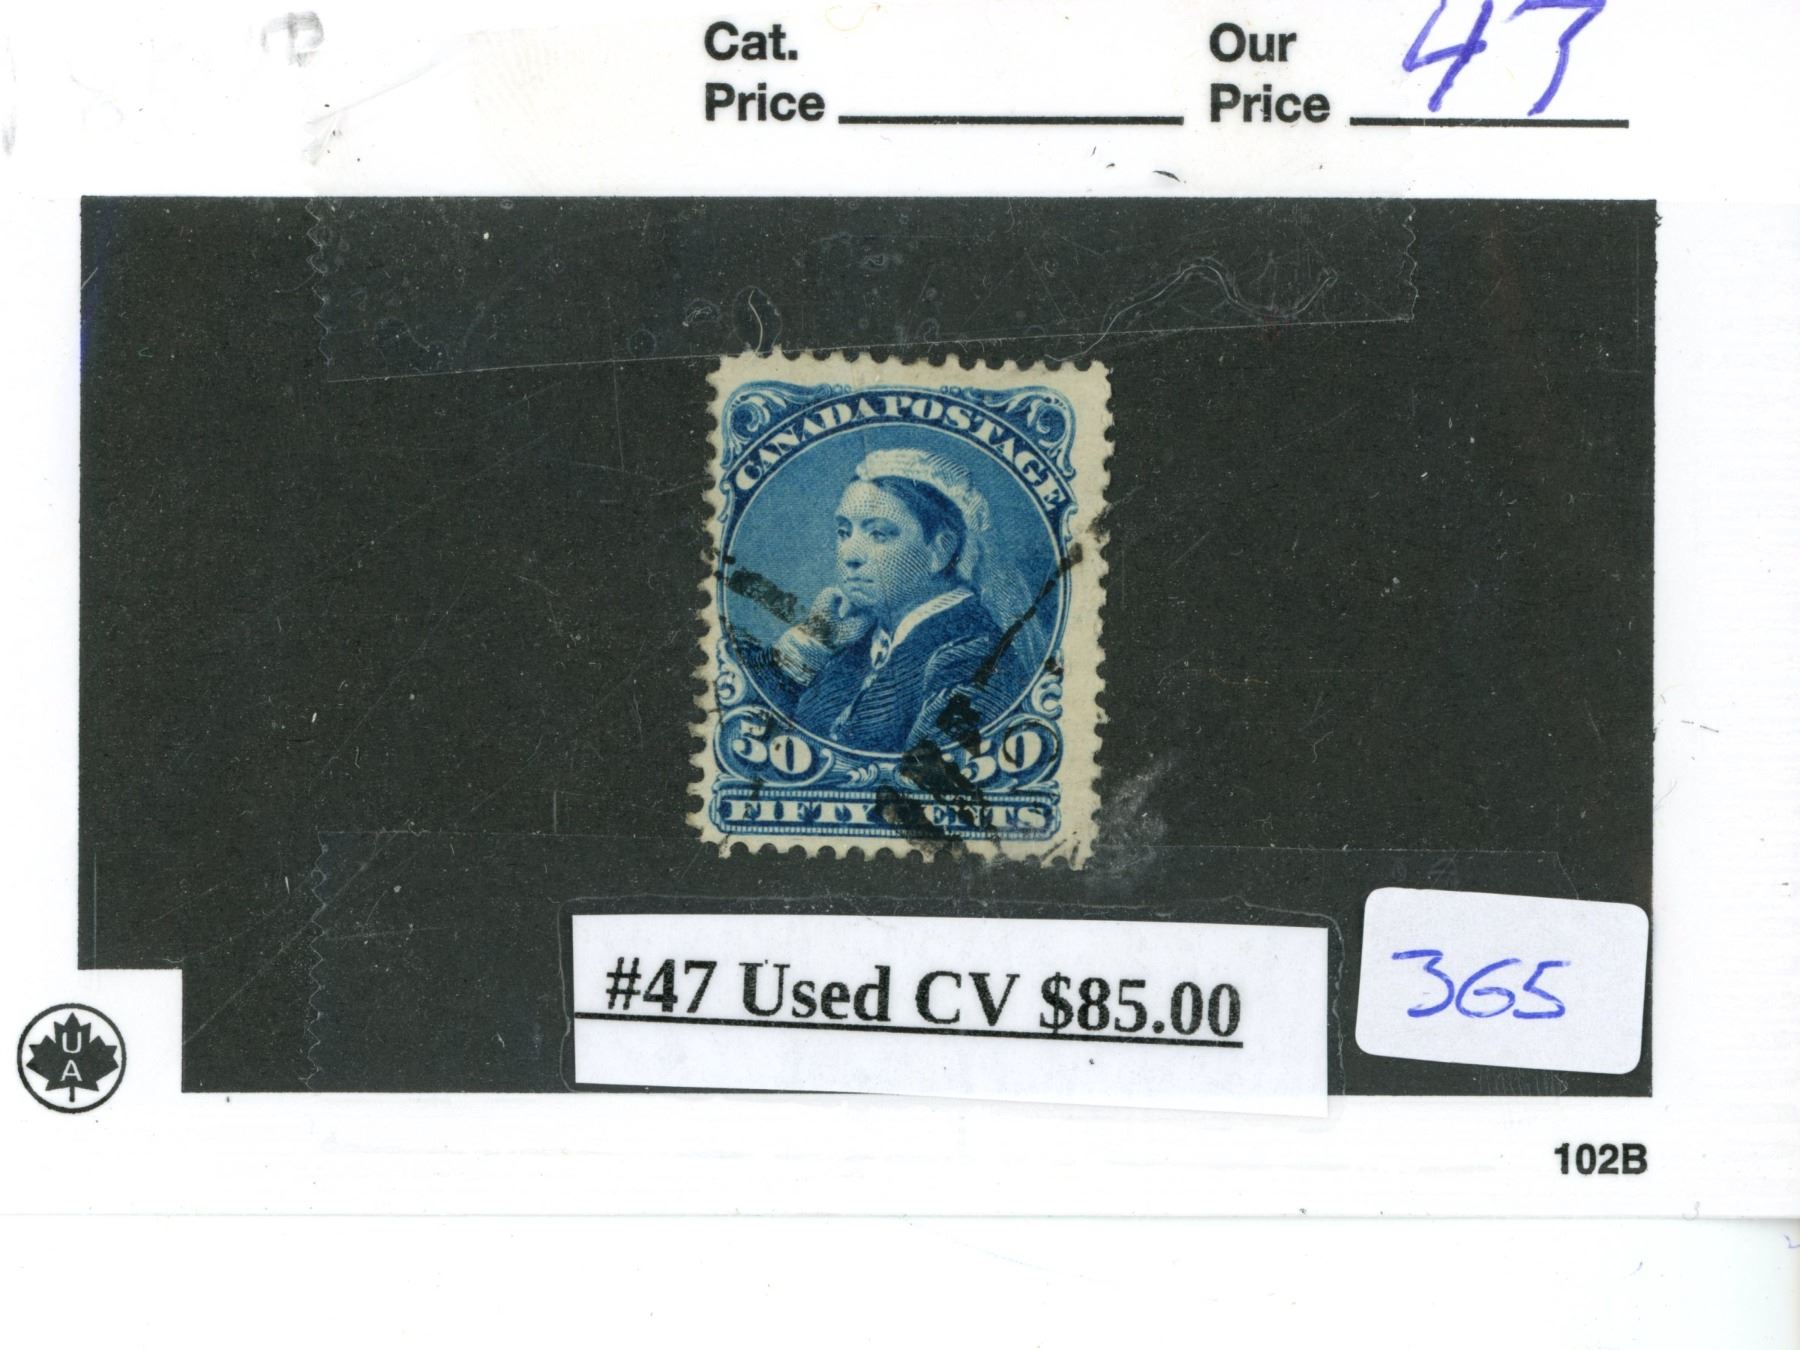 Cat.
Price
Our
Price 47
CANADA POSTAGE
50 50
FIFTY CENTS
#47 Used CV $85.00
365
U
A
102B